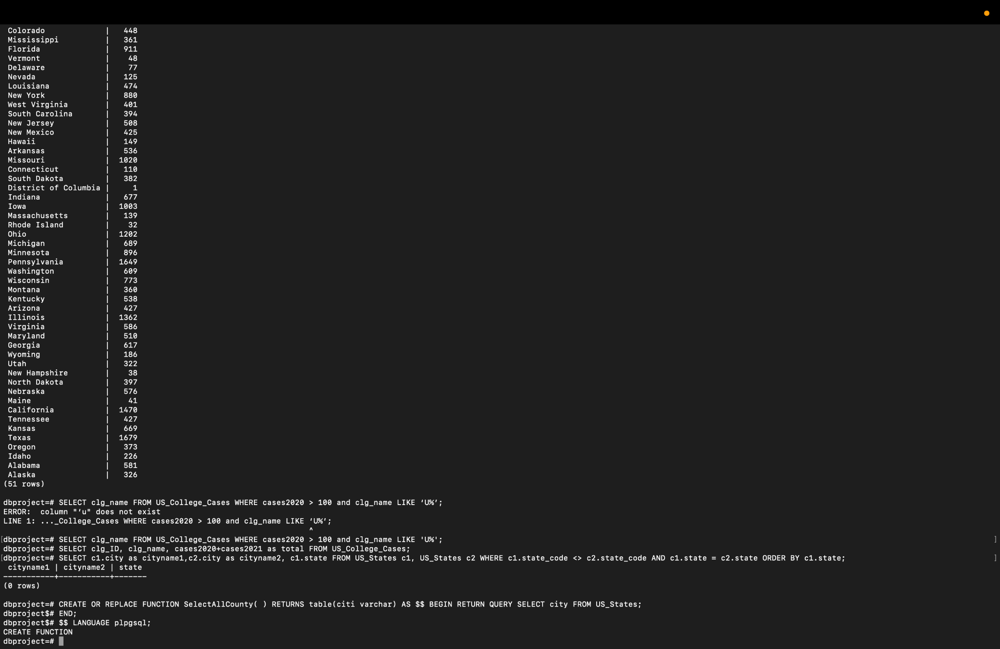 Colorado             |   448
Mississippi          |   361
Florida              |   911
Vermont              |    48
Delaware             |    77
Nevada               |   125
Louisiana            |   474
New York             |   880
West Virginia        |   401
South Carolina       |   394
New Jersey           |   508
New Mexico           |   425
Hawaii               |   149
Arkansas             |   536
Missouri             |  1020
Connecticut          |   110
South Dakota         |   382
District of Columbia |     1
Indiana              |   677
Iowa                 |  1003
Massachusetts        |   139
Rhode Island         |    32
Ohio                 |  1202
Michigan             |   689
Minnesota            |   896
Pennsylvania         |  1649
Washington           |   609
Wisconsin            |   773
Montana              |   360
Kentucky             |   538
Arizona              |   427
Illinois             |  1362
Virginia             |   586
Maryland             |   510
Georgia              |   617
Wyoming              |   186
Utah                 |   322
New Hampshire        |    38
North Dakota         |   397
Nebraska             |   576
Maine                |    41
California           |  1470
Tennessee            |   427
Kansas               |   669
Texas                |  1679
Oregon               |   373
Idaho                |   226
Alabama              |   581
Alaska               |   326
(51 rows)
dbproject=# SELECT clg_name FROM US_College_Cases WHERE cases2020 > 100 and clg_name LIKE ‘U%’;
ERROR:  column "‘u" does not exist
LINE 1: ..._College_Cases WHERE cases2020 > 100 and clg_name LIKE ‘U%’;
^
[dbproject=# SELECT clg_name FROM US_College_Cases WHERE cases2020 > 100 and clg_name LIKE 'U%'; ]
dbproject=# SELECT clg_ID, clg_name, cases2020+cases2021 as total FROM US_College_Cases;
[dbproject=# SELECT c1.city as cityname1,c2.city as cityname2, c1.state FROM US_States c1, US_States c2 WHERE c1.state_code <> c2.state_code AND c1.state = c2.state ORDER BY c1.state; ]
cityname1 | cityname2 | state
-----------+-----------+-------
(0 rows)
dbproject=# CREATE OR REPLACE FUNCTION SelectAllCounty( ) RETURNS table(citi varchar) AS $$ BEGIN RETURN QUERY SELECT city FROM US_States;
dbproject$# END;
dbproject$# $$ LANGUAGE plpgsql;
CREATE FUNCTION
dbproject=#